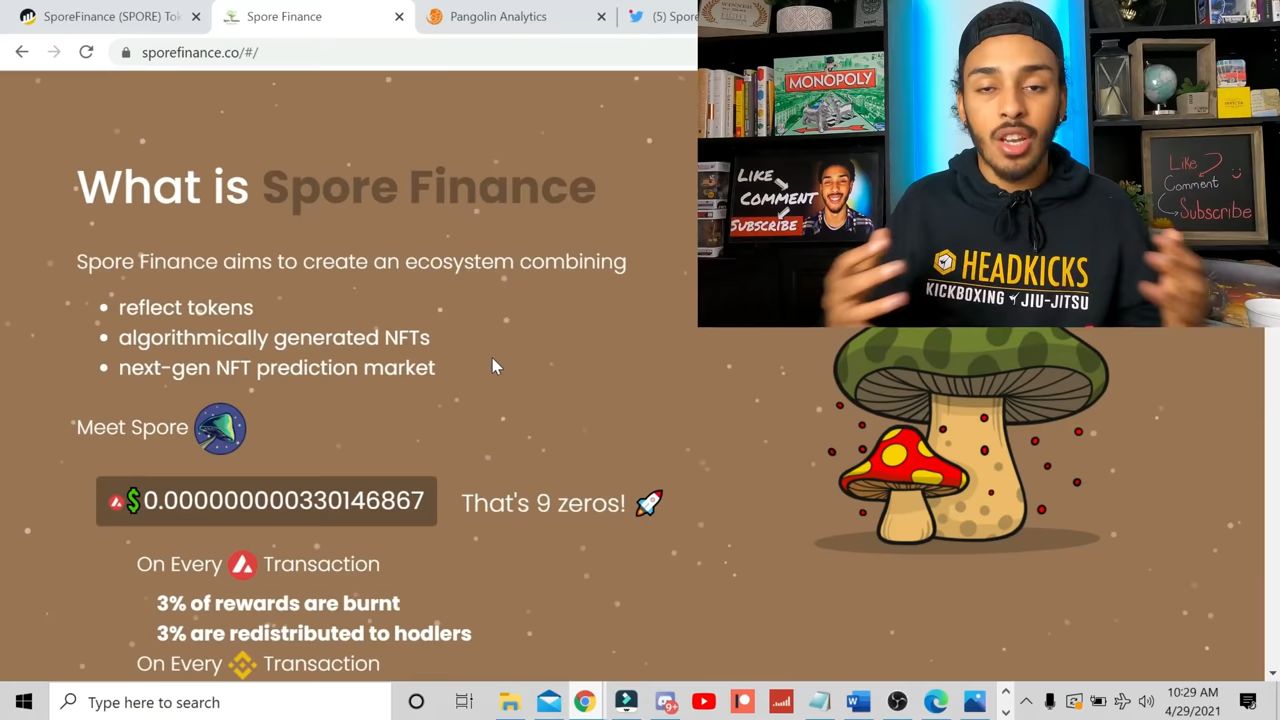 SporeFinance (SPORE) To
Spore Finance
Pangolin Analytics
(5) Spore
sporefinance.co/#/
What is Spore Finance
Spore Finance aims to create an ecosystem combining
reflect tokens
algorithmically generated NFTs
next-gen NFT prediction market
Meet Spore
$0.000000000330146867
That's 9 zeros! 🚀
On Every Transaction
3% of rewards are burnt
3% are redistributed to hodlers
On Every Transaction
MONOPOLY
LIKE
COMMENT
SUBSCRIBE
Like
Comment
Subscribe
HEADKICKS
KICKBOXING JIU-JITSU
WINNER
Type here to search
9+
10:29 AM
4/29/2021